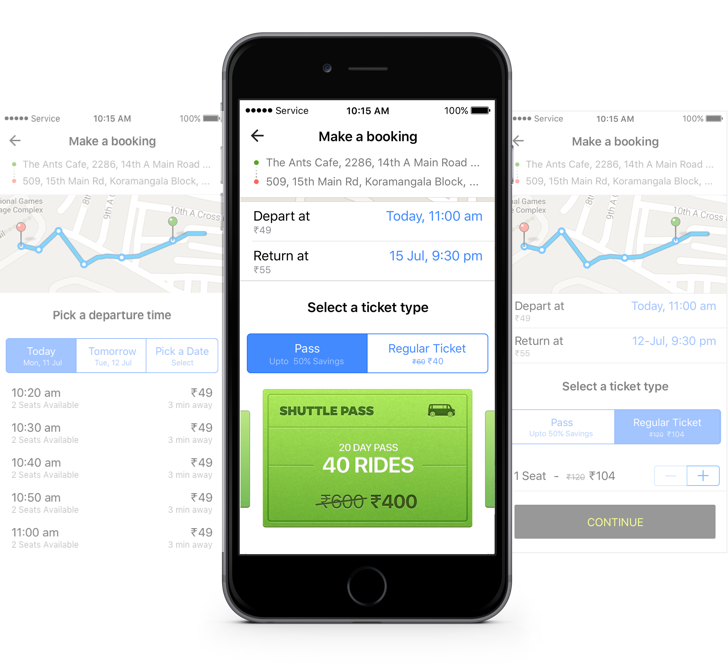 ●●●●● Service 10:15 AM 100%
Make a booking
The Ants Cafe, 2286, 14th A Main Road ...
509, 15th Main Rd, Koramangala Block, ...
ional Games
age Complex
9th A
9th
10th A Cross
Pick a departure time
Today
Mon, 11 Jul
Tomorrow
Tue, 12 Jul
Pick a Date
Select
10:20 am ₹49
2 Seats Available 3 min away
10:30 am ₹49
2 Seats Available 3 min away
10:40 am ₹49
2 Seats Available 3 min away
10:50 am ₹49
2 Seats Available 3 min away
11:00 am ₹49
2 Seats Available 3 min away
●●●●● Service 10:15 AM 100%
Make a booking
The Ants Cafe, 2286, 14th A Main Road ...
509, 15th Main Rd, Koramangala Block, ...
Depart at Today, 11:00 am
₹49
Return at 15 Jul, 9:30 pm
₹55
Select a ticket type
Pass
Upto 50% Savings
Regular Ticket
₹60 ₹40
SHUTTLE PASS
20 DAY PASS
40 RIDES
₹600 ₹400
●●●● Service 10:15 AM 100%
Make a booking
The Ants Cafe, 2286, 14th A Main Road ...
509, 15th Main Rd, Koramangala Block, ...
al Games
Complex
9th A
10th A Cross
Depart at Today, 11:00 am
₹49
Return at 12-Jul, 9:30 pm
₹55
Select a ticket type
Pass
Upto 50% Savings
Regular Ticket
₹120 ₹104
1 Seat - ₹120 ₹104
CONTINUE